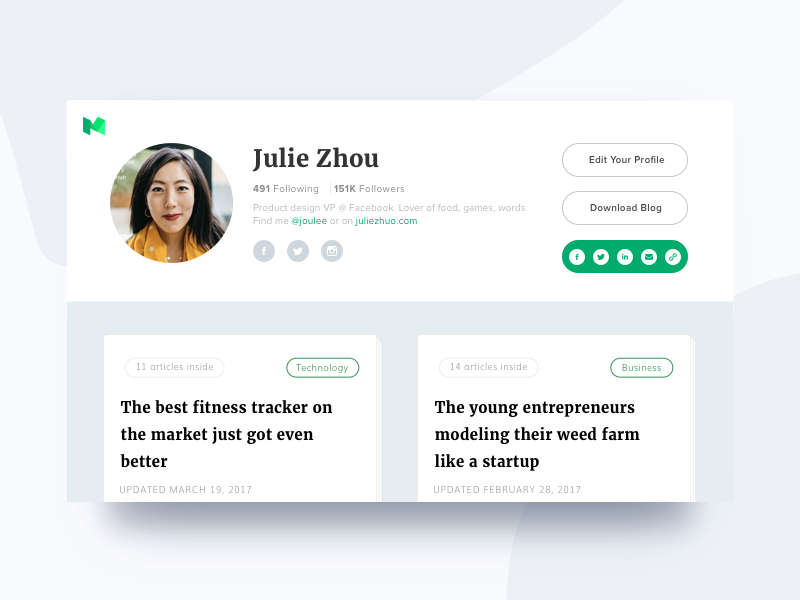 Julie Zhou
491 Following 151K Followers
Product design VP @ Facebook. Lover of food, games, words.
Find me @joulee or on juliezhuo.com
Edit Your Profile
Download Blog
11 articles inside Technology
The best fitness tracker on
the market just got even
better
UPDATED MARCH 19, 2017
14 articles inside Business
The young entrepreneurs
modeling their weed farm
like a startup
UPDATED FEBRUARY 28, 2017